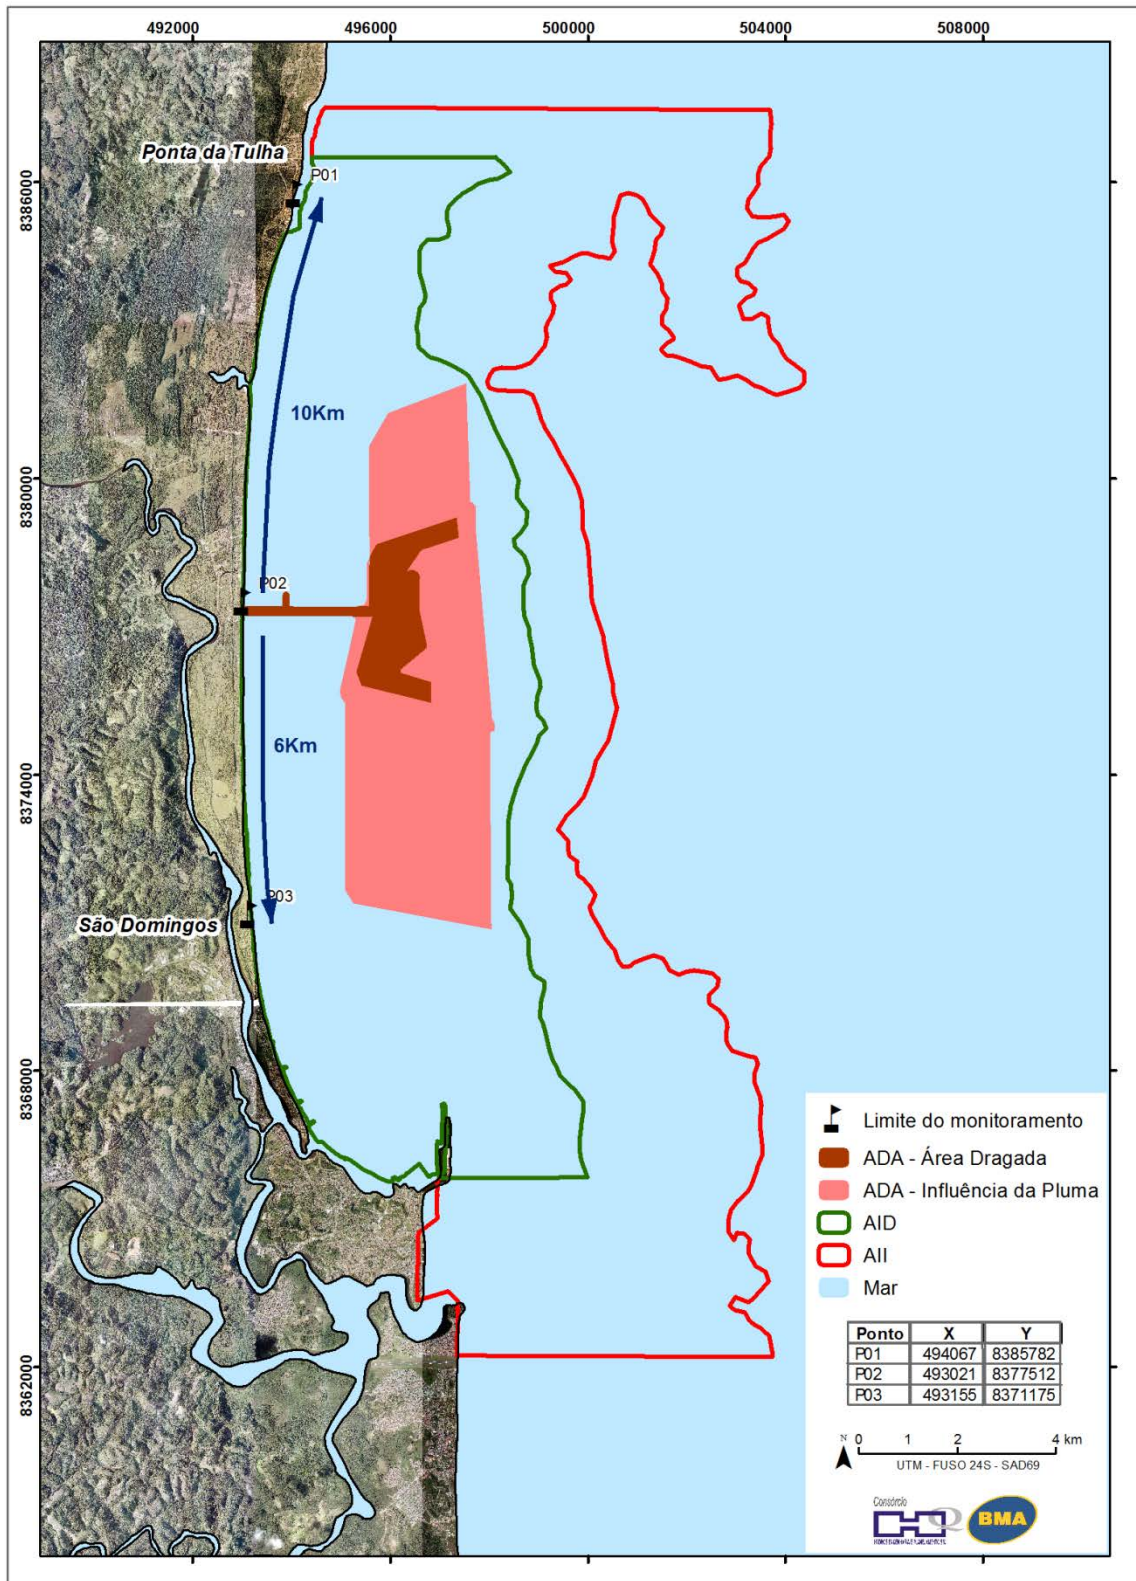 492000 496000 500000 504000 508000
Ponta da Tulha
P01
8386000
10Km
8380000
P02
6Km
8374000
P03
São Domingos
8368000
8362000
Limite do monitoramento
ADA - Área Dragada
ADA - Influência da Pluma
AID
AII
Mar
Ponto X Y
P01 494067 8385782
P02 493021 8377512
P03 493155 8371175
N 0 1 2 4 km
UTM - FUSO 24S - SAD69
Consórcio
BMA